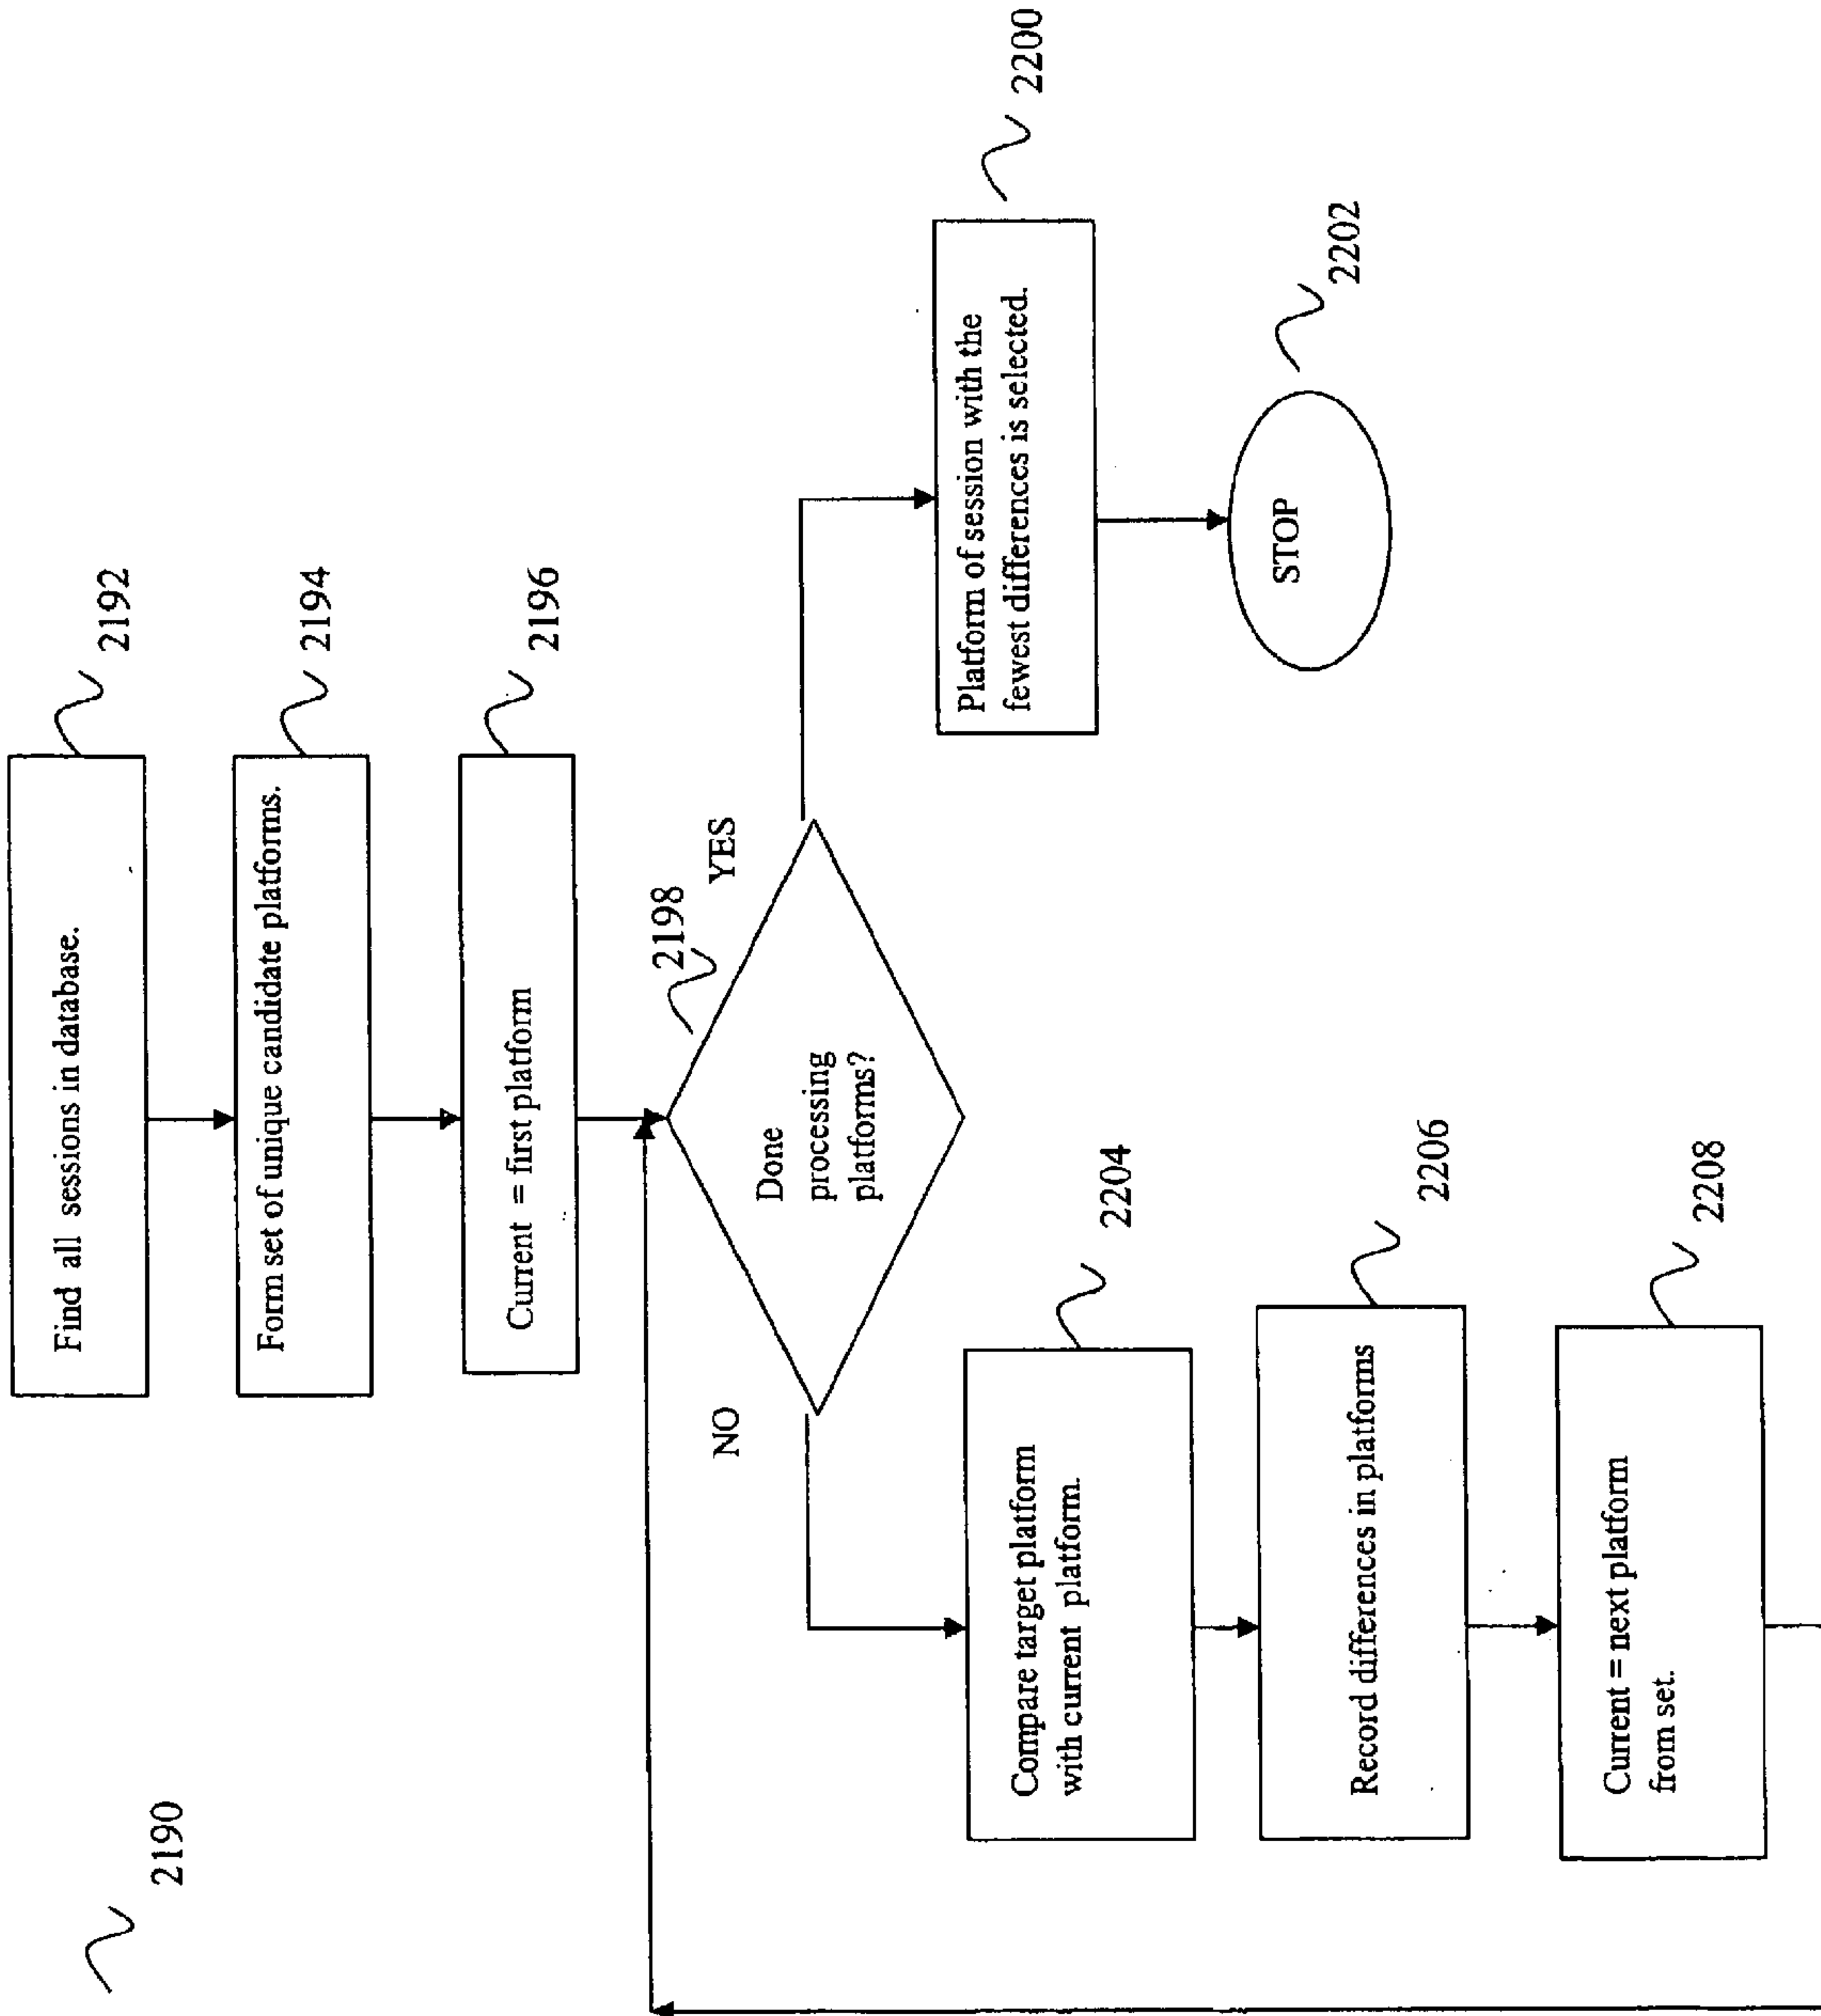 2190
Find all sessions in database.
2192
Form set of unique candidate platforms.
2194
Current = first platform
2196
Done
processing
platforms?
2198
YES
NO
Platform of session with the
fewest differences is selected.
2200
STOP
2202
Compare target platform
with current platform.
2204
Record differences in platforms
2206
Current = next platform
from set.
2208